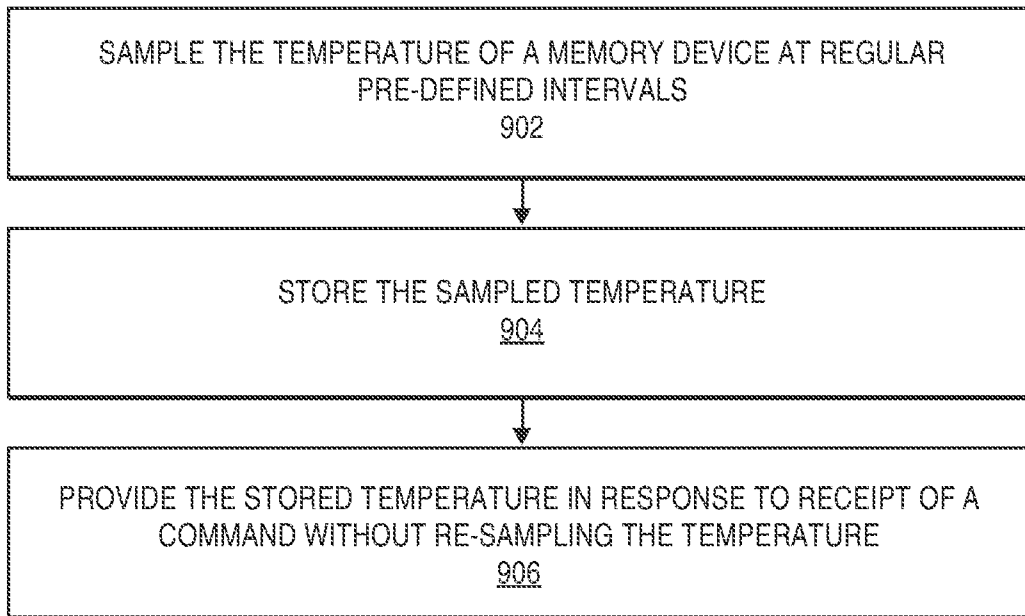 SAMPLE THE TEMPERATURE OF A MEMORY DEVICE AT REGULAR
PRE-DEFINED INTERVALS
902
STORE THE SAMPLED TEMPERATURE
904
PROVIDE THE STORED TEMPERATURE IN RESPONSE TO RECEIPT OF A
COMMAND WITHOUT RE-SAMPLING THE TEMPERATURE
906